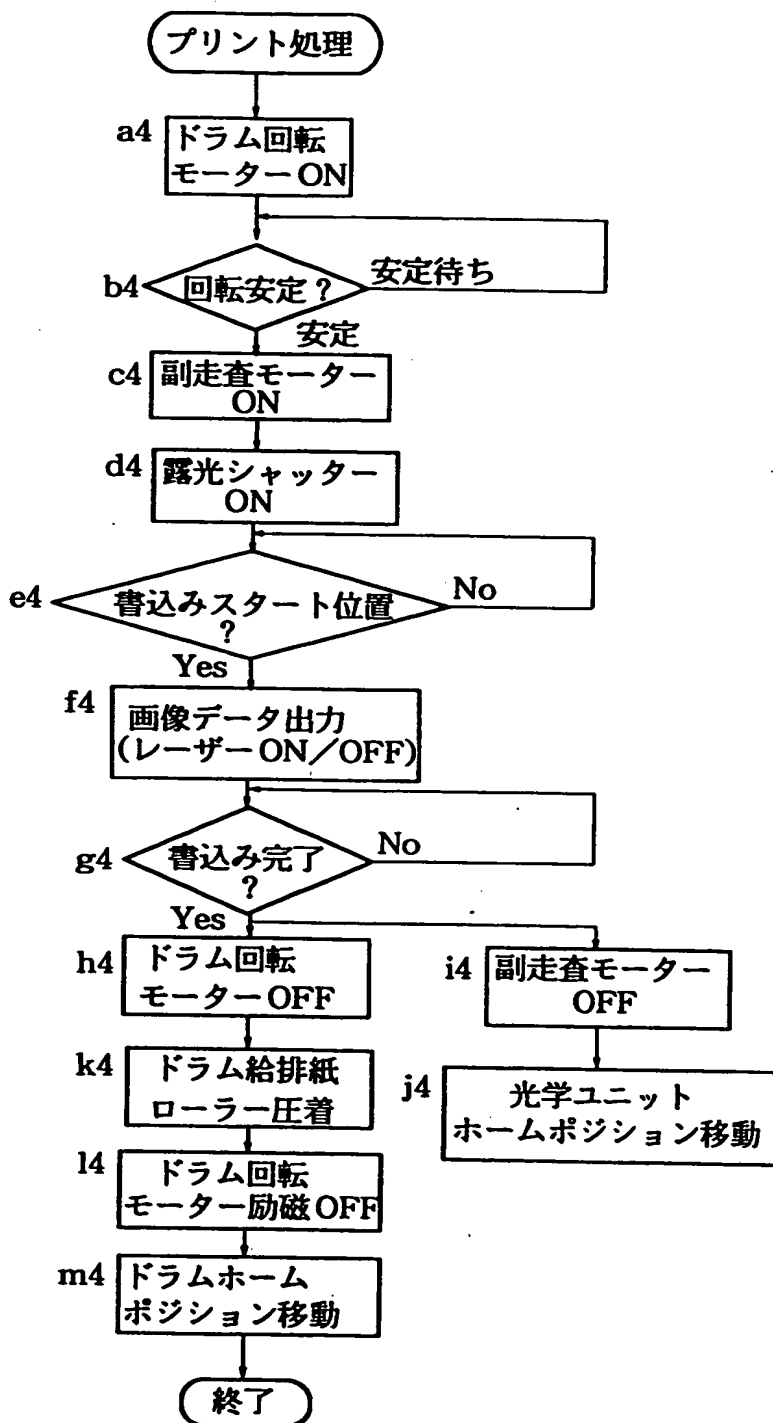 プリント処理
a4
ドラム回転
モーターON
b4
回転安定?
安定待ち
安定
c4
副走査モーター
ON
d4
露光シャッター
ON
e4
書込みスタート位置
?
No
Yes
f4
画像データ出力
(レーザーON/OFF)
g4
書込み完了
?
No
Yes
h4
ドラム回転
モーターOFF
i4
副走査モーター
OFF
k4
ドラム給排紙
ローラー圧着
j4
光学ユニット
ホームポジション移動
l4
ドラム回転
モーター励磁OFF
m4
ドラムホーム
ポジション移動
終了